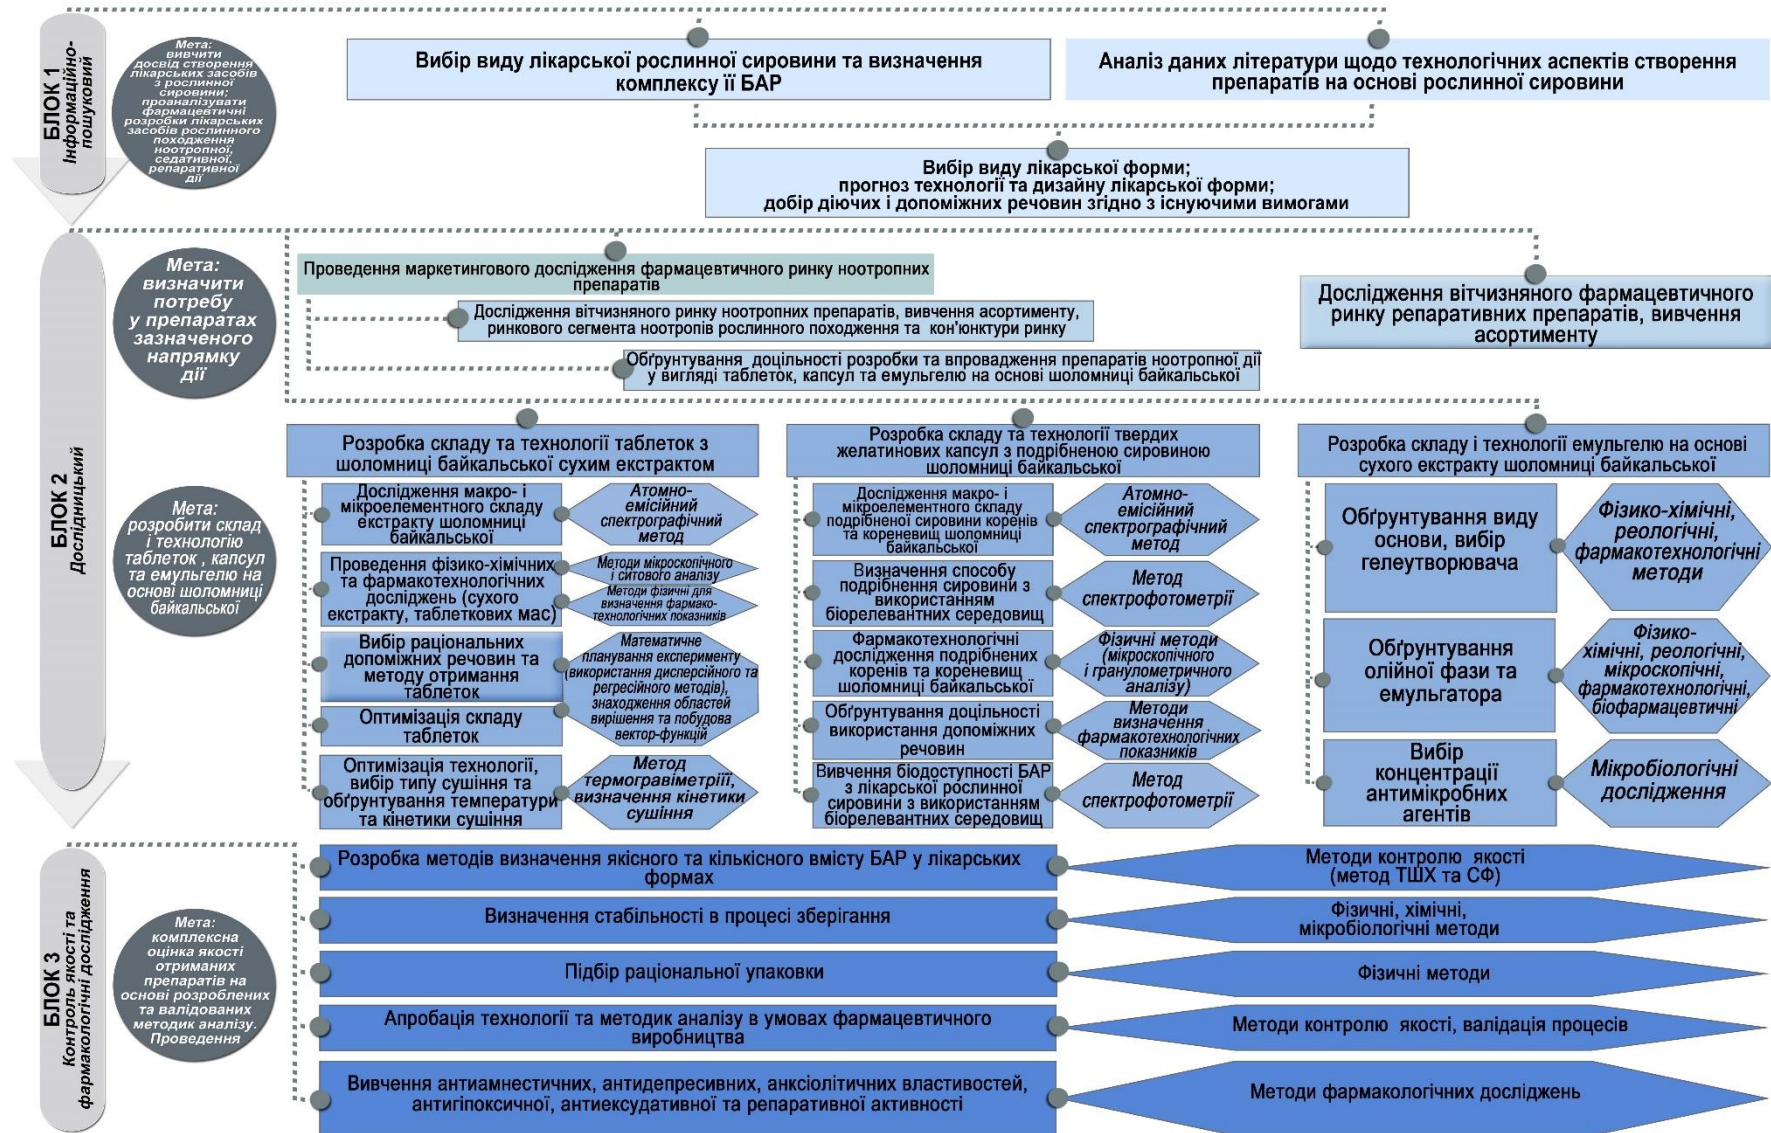 БЛОК 1
Інформаційно-
пошуковий
Мета:
вивчити
досвід створення
лікарських засобів
з рослинної
сировини;
проаналізувати
фармацевтичні
розробки лікарських
засобів рослинного
походження
ноотропної,
седативної,
репаративної
дії
Вибір виду лікарської рослинної сировини та визначення
комплексу її БАР
Аналіз даних літератури щодо технологічних аспектів створення
препаратів на основі рослинної сировини
Вибір виду лікарської форми;
прогноз технології та дизайну лікарської форми;
добір діючих і допоміжних речовин згідно з існуючими вимогами
БЛОК 2
Дослідницький
Мета:
визначити
потребу
у препаратах
зазначеного
напрямку
дії
Проведення маркетингового дослідження фармацевтичного ринку ноотропних
препаратів
Дослідження вітчизняного ринку ноотропних препаратів, вивчення асортименту,
ринкового сегмента ноотропів рослинного походження та кон'юнктури ринку
Обґрунтування доцільності розробки та впровадження препаратів ноотропної дії
у вигляді таблеток, капсул та емульгелю на основі шоломниці байкальської
Дослідження вітчизняного фармацевтичного
ринку репаративних препаратів, вивчення
асортименту
Мета:
розробити склад
і технологію
таблеток , капсул
та емульгелю на
основі шоломниці
байкальської
Розробка складу та технології таблеток з
шоломниці байкальської сухим екстрактом
Дослідження макро- і
мікроелементного складу
екстракту шоломниці
байкальської
Атомно-
емісійний
спектрографічний
метод
Проведення фізико-хімічних
та фармакотехнологічних
досліджень (сухого
екстракту, таблеткових мас)
Методи мікроскопічного
і ситового аналізу
Методи фізичні для
визначення фармако-
технологічних показників
Вибір раціональних
допоміжних речовин та
методу отримання
таблеток
Математичне
планування експерименту
(використання дисперсійного та
регресійного методів),
знаходження областей
вирішення та побудова
вектор-функцій
Оптимізація складу
таблеток
Оптимізація технології,
вибір типу сушіння та
обґрунтування температури
та кінетики сушіння
Метод
термогравіметрії,
визначення кінетики
сушіння
Розробка складу та технології твердих
желатинових капсул з подрібненою сировиною
шоломниці байкальської
Дослідження макро- і
мікроелементного складу
подрібненої сировини коренів
та кореневищ шоломниці
байкальської
Атомно-
емісійний
спектрографічний
метод
Визначення способу
подрібнення сировини з
використанням
біорелевантних середовищ
Метод
спектрофотометрії
Фармакотехнологічні
дослідження подрібнених
коренів та кореневищ
шоломниці байкальської
Фізичні методи
(мікроскопічного
і гранулометричного
аналізу)
Обґрунтування доцільності
використання допоміжних
речовин
Методи
визначення
фармакотехнологічних
показників
Вивчення біодоступності БАР
з лікарської рослинної
сировини з використанням
біорелевантних середовищ
Метод
спектрофотометрії
Розробка складу і технології емульгелю на основі
сухого екстракту шоломниці байкальської
Обґрунтування виду
основи, вибір
гелеутворювача
Фізико-хімічні,
реологічні,
фармакотехнологічні
методи
Обґрунтування
олійної фази та
емульгатора
Фізико-
хімічні, реологічні,
мікроскопічні,
фармакотехнологічні,
біофармацевтичні
Вибір
концентрації
антимікробних
агентів
Мікробіологічні
дослідження
БЛОК 3
Контроль якості та
фармакологічні дослідження
Мета:
комплексна
оцінка якості
отриманих
препаратів на
основі розроблених
та валідованих
методик аналізу.
Проведення
Розробка методів визначення якісного та кількісного вмісту БАР у лікарських
формах
Методи контролю якості
(метод ТШХ та СФ)
Визначення стабільності в процесі зберігання
Фізичні, хімічні,
мікробіологічні методи
Підбір раціональної упаковки
Фізичні методи
Апробація технології та методик аналізу в умовах фармацевтичного
виробництва
Методи контролю якості, валідація процесів
Вивчення антиамнестичних, антидепресивних, анксіолітичних властивостей,
антигіпоксичної, антиексудативної та репаративної активності
Методи фармакологічних досліджень